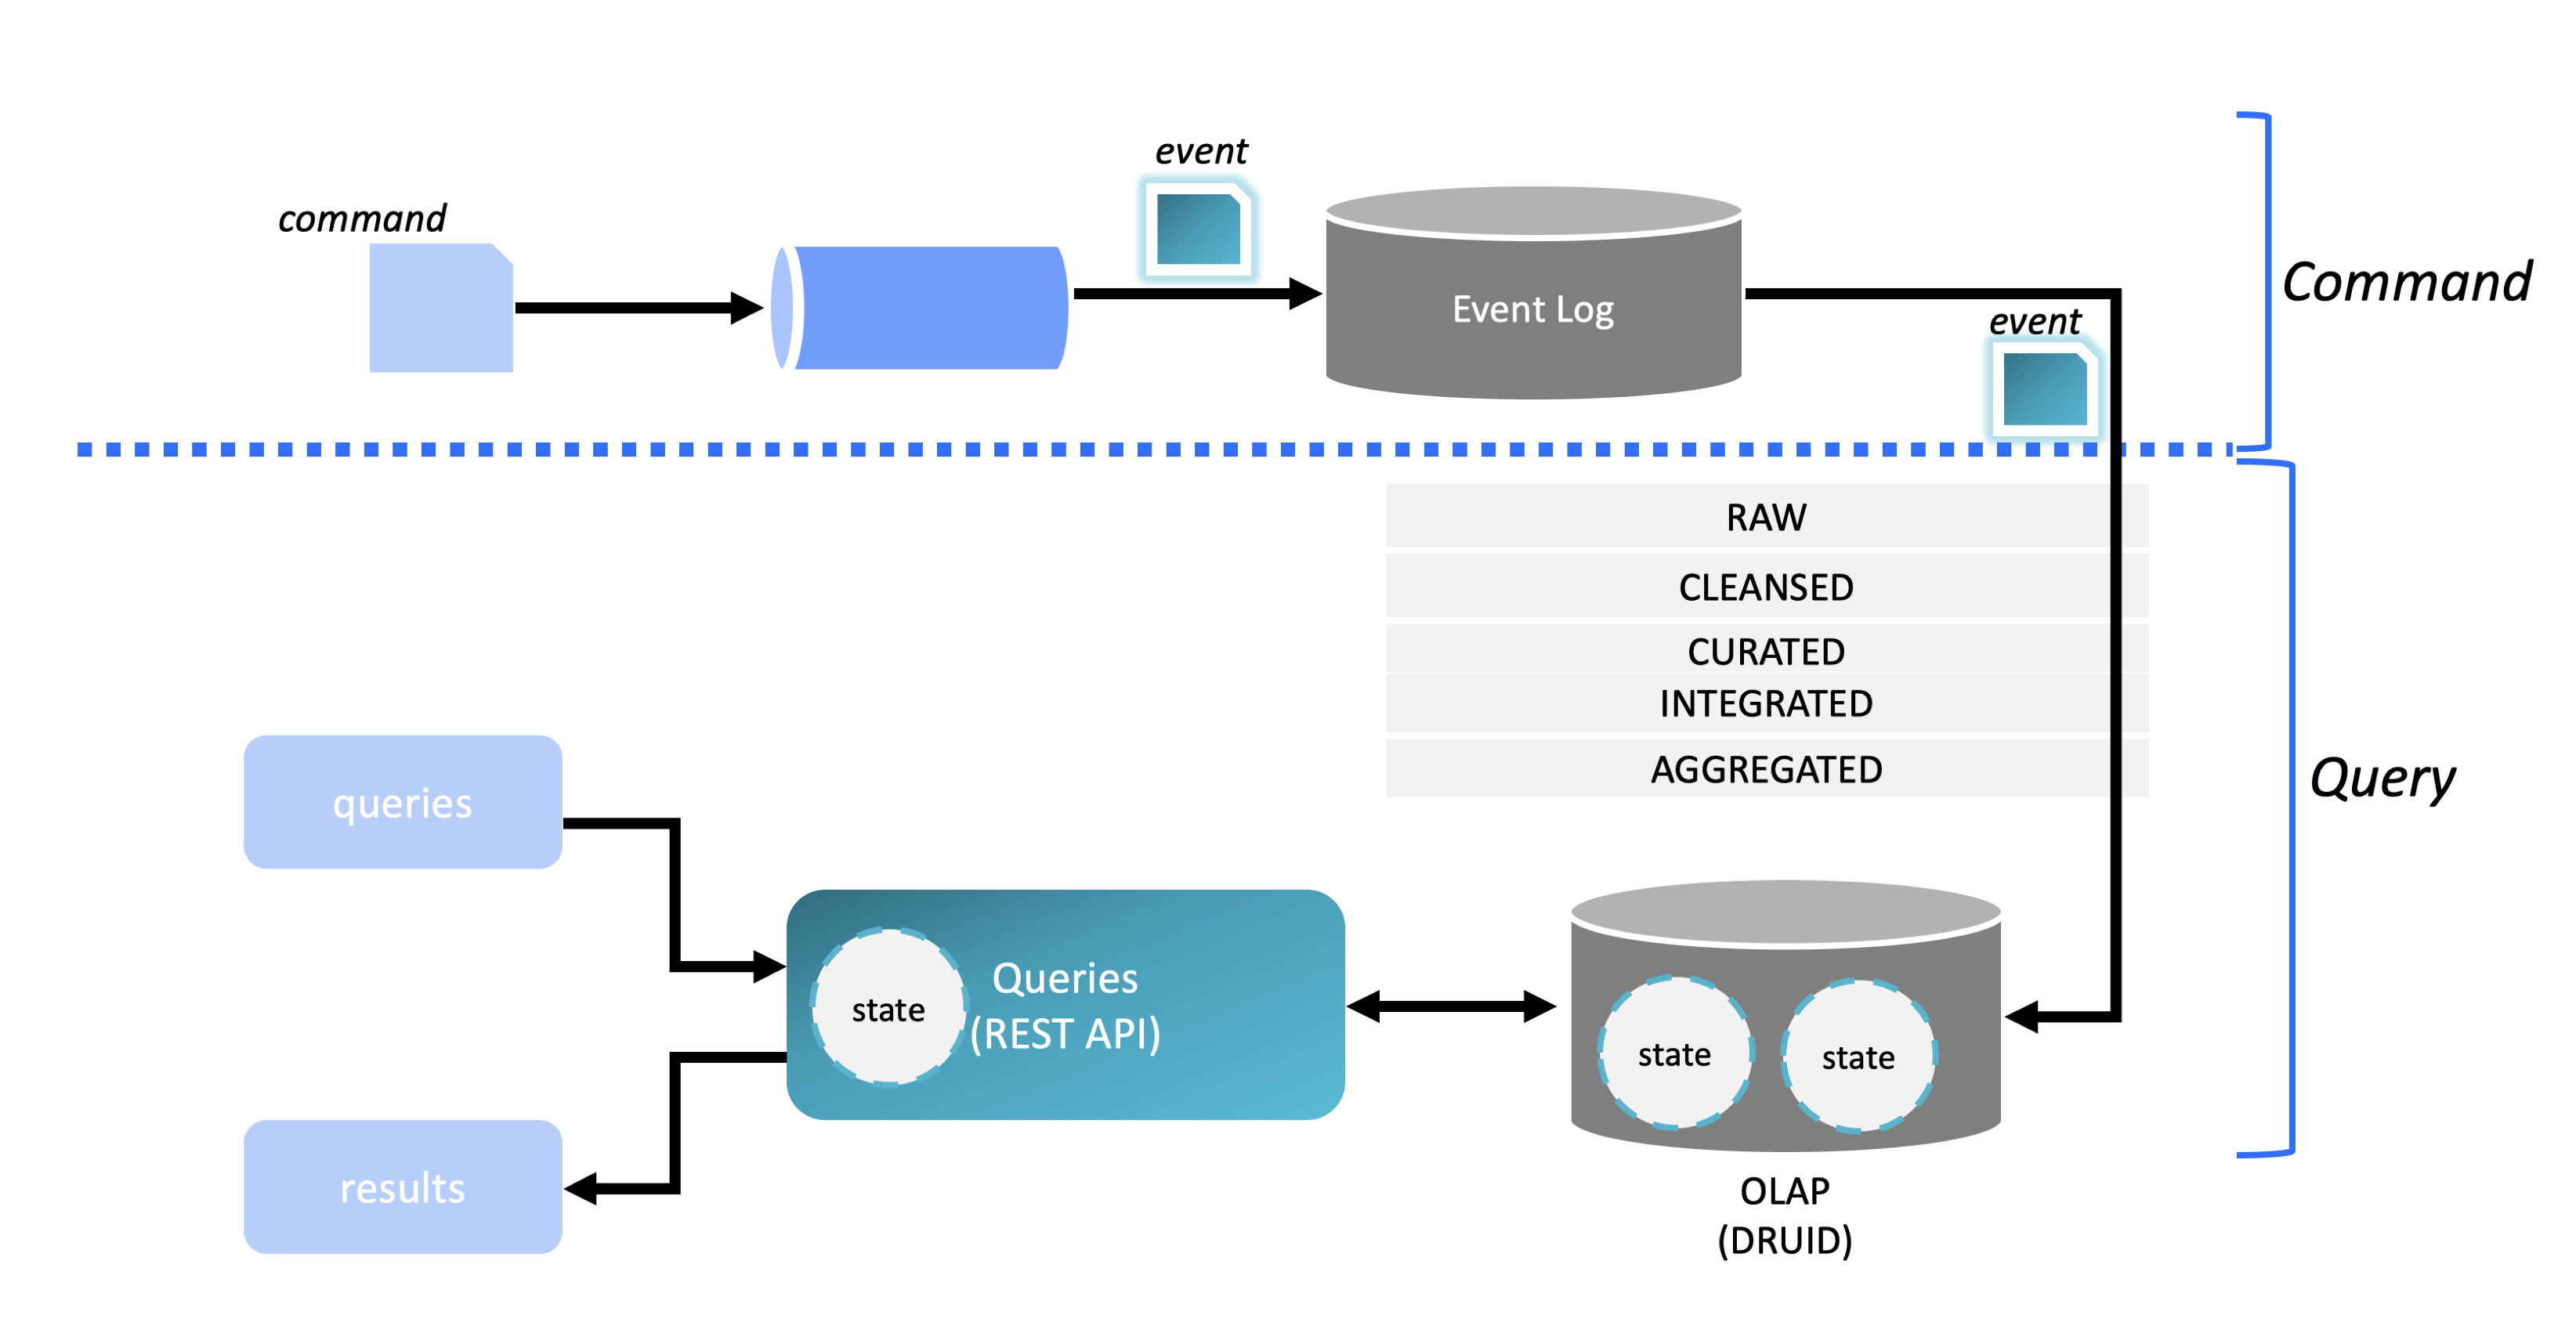 event
command
Event Log
Command
event
RAW
CLEANSED
CURATED
INTEGRATED
AGGREGATED
Query
queries
state
Queries
(REST API)
state
state
results
OLAP
(DRUID)